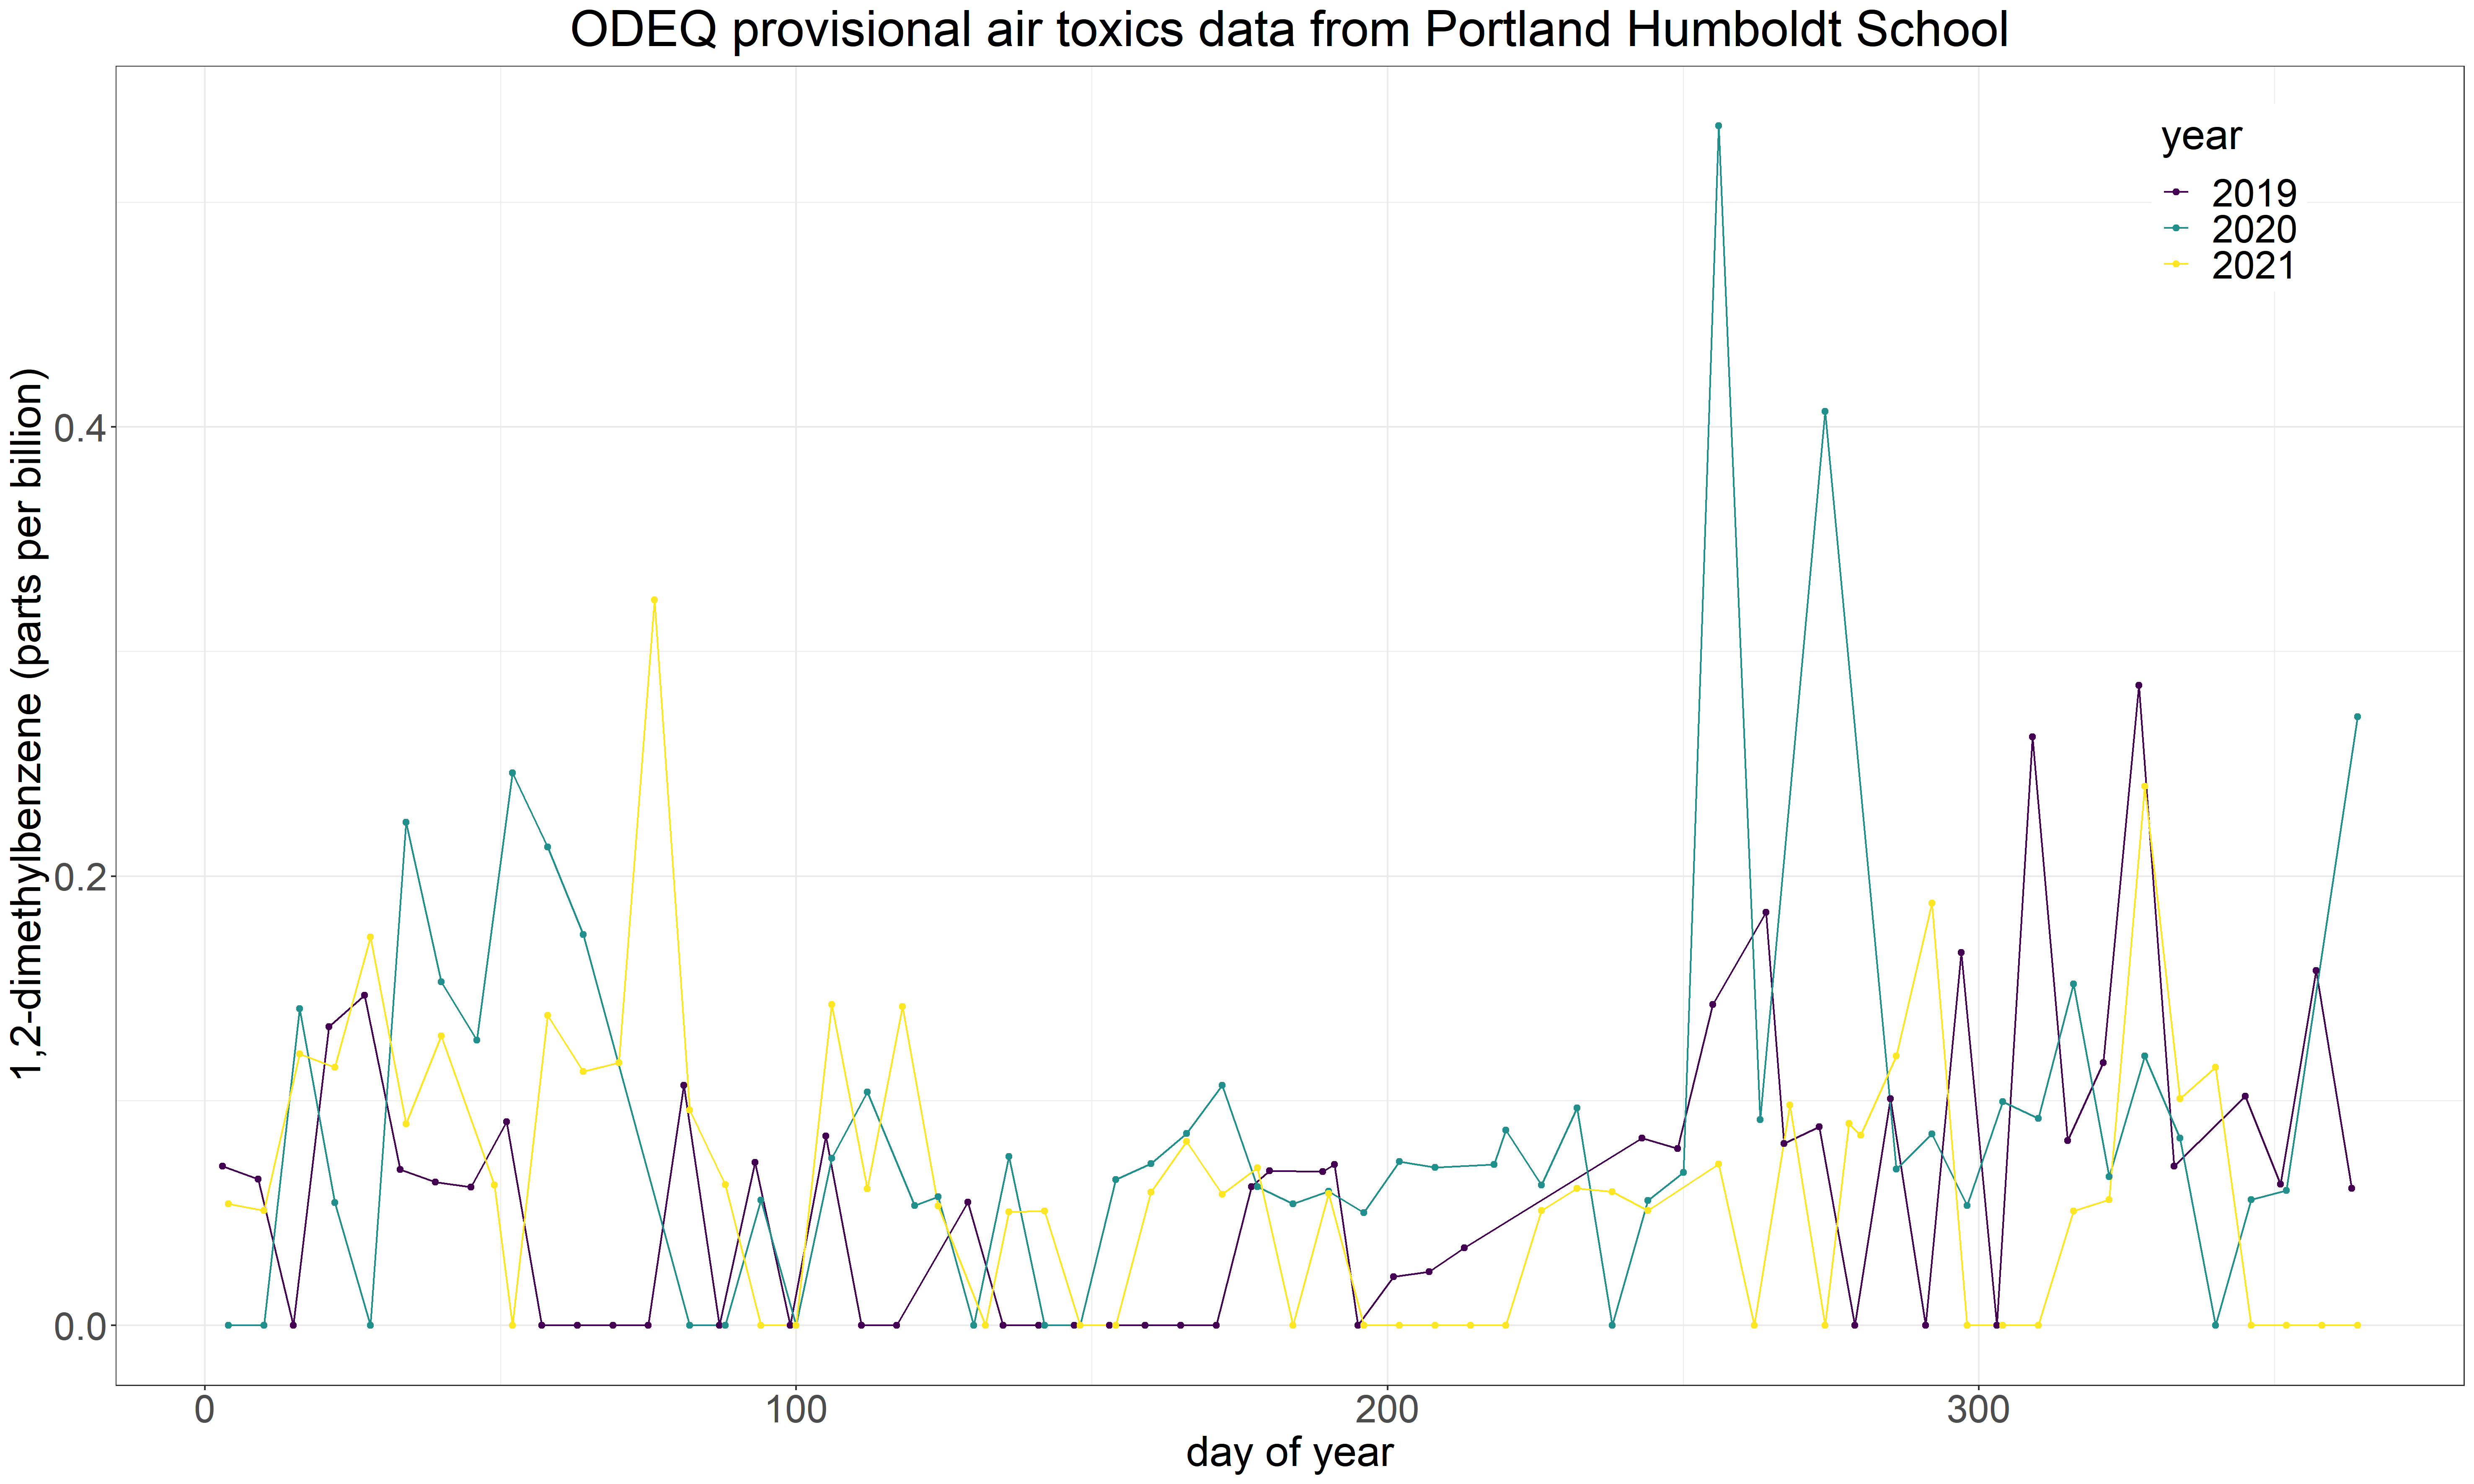 ODEQ provisional air toxics data from Portland Humboldt School
1,2-dimethylbenzene (parts per billion)
0.4
0.2
0.0
year
2019
2020
2021
0 100 200 300
day of year